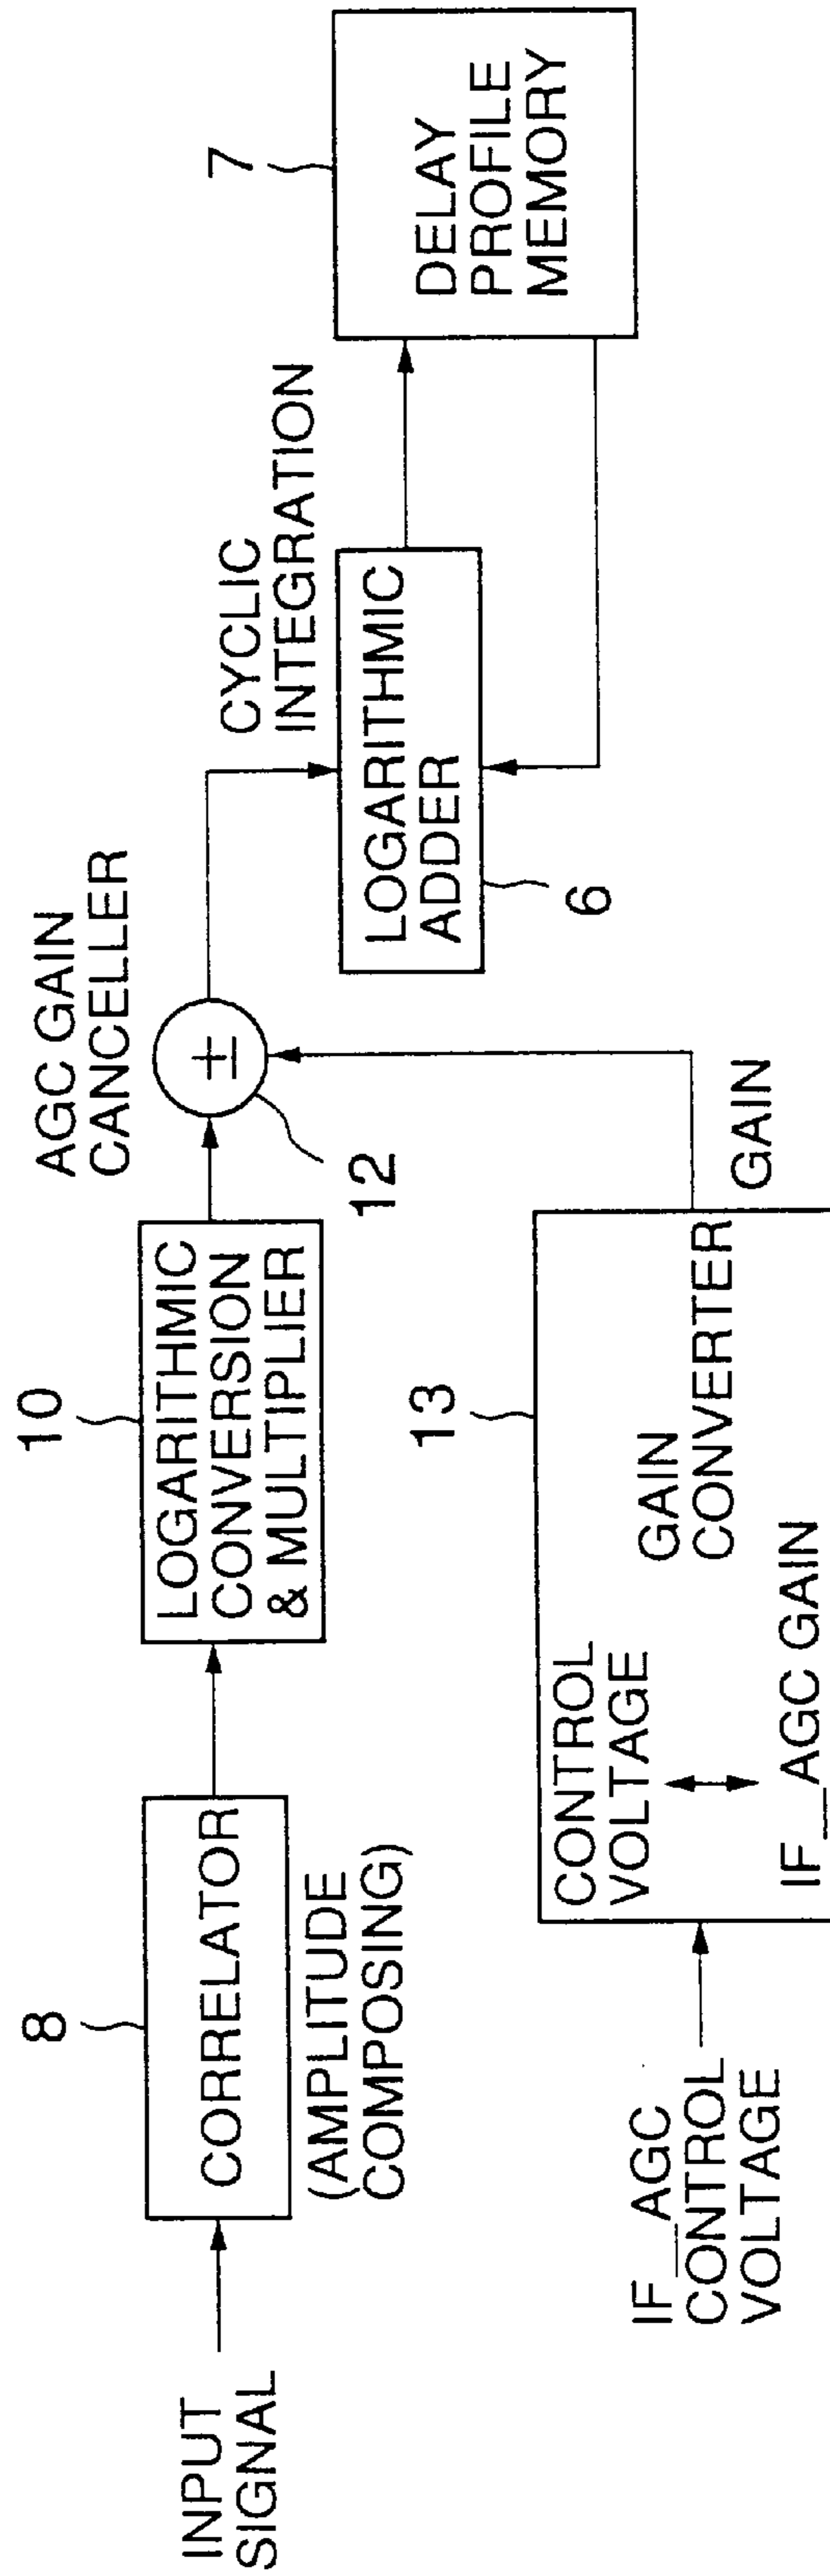 INPUT
SIGNAL
8
CORRELATOR
(AMPLITUDE
COMPOSING)
10
LOGARITHMIC
CONVERSION
& MULTIPLIER
AGC GAIN
CANCELLER
±
12
CYCLIC
INTEGRATION
LOGARITHMIC
ADDER
6
7
DELAY
PROFILE
MEMORY
IF_AGC
CONTROL
VOLTAGE
13
CONTROL
VOLTAGE
IF_AGC GAIN
GAIN
CONVERTER
GAIN